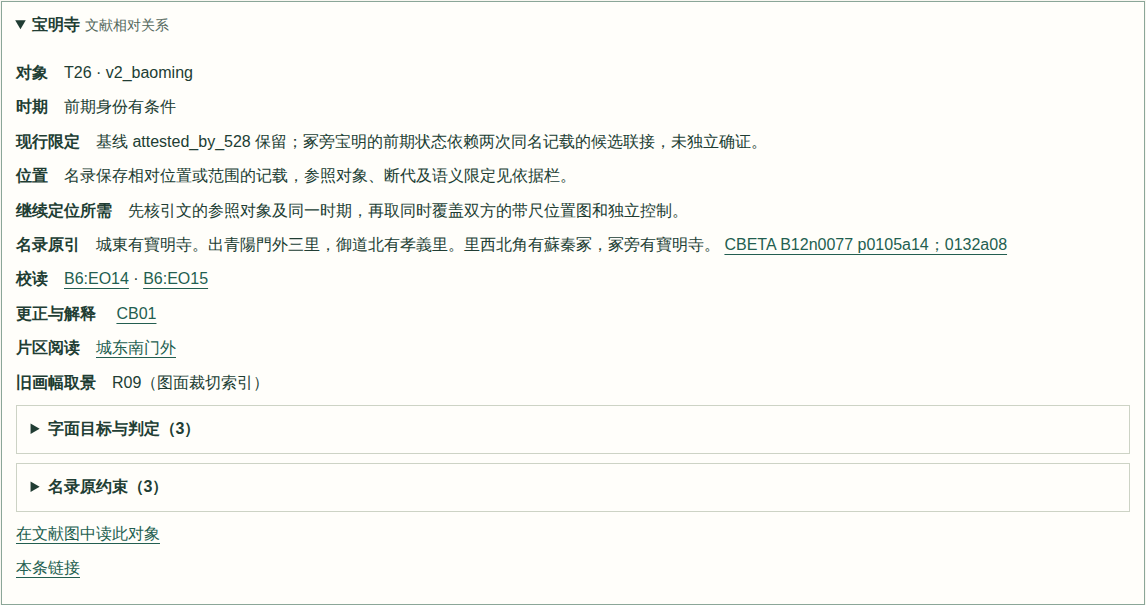 ▼ 宝明寺 文献相对关系
对象 T26 · v2_baoming
时期 前期身份有条件
现行限定 基线 attested_by_528 保留；冢旁宝明的前期状态依赖两次同名记载的候选联接，未独立确证。
位置 名录保存相对位置或范围的记载，参照对象、断代及语义限定见依据栏。
继续定位所需 先核引文的参照对象及同一时期，再取同时覆盖双方的带尺位置图和独立控制。
名录原引 城東有寶明寺。出青陽門外三里，御道北有孝義里。里西北角有蘇秦冢，冢旁有寶明寺。 CBETA B12n0077 p0105a14；0132a08
校读 B6:EO14 · B6:EO15
更正与解释 CB01
片区阅读 城东南门外
旧画幅取景 R09（图面裁切索引）
▶ 字面目标与判定（3）
▶ 名录原约束（3）
在文献图中读此对象
本条链接